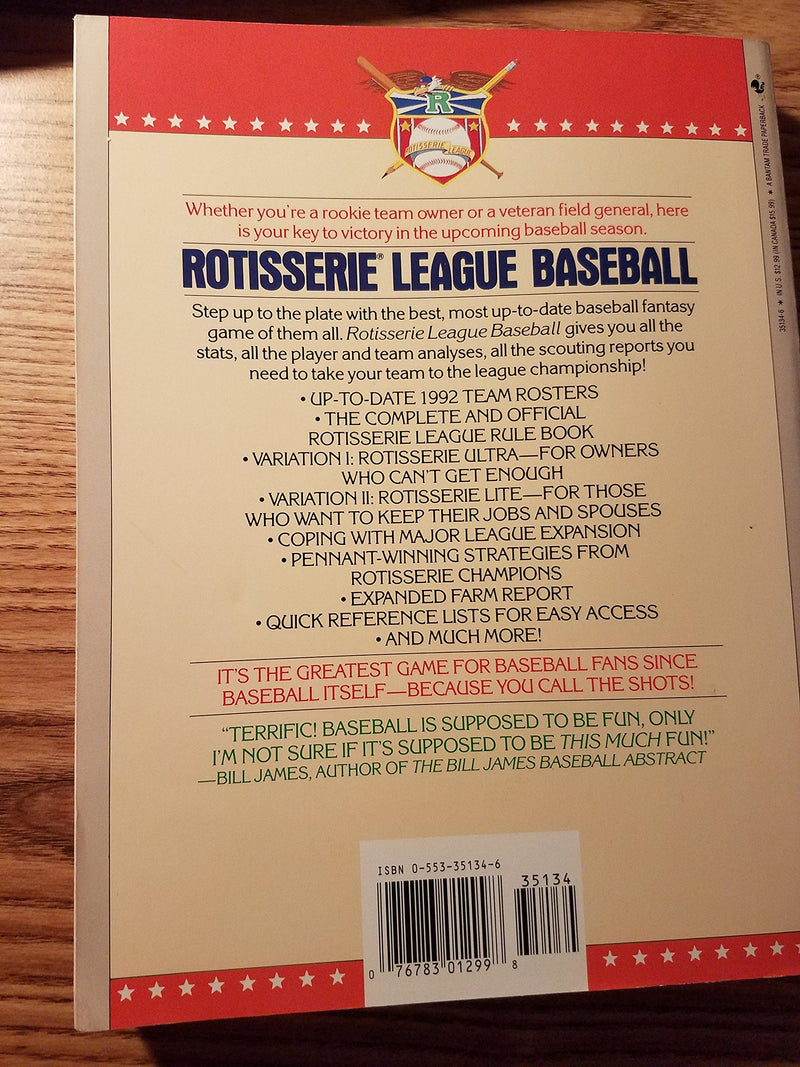 R
ROTISSERIE LEAGUE
Whether you're a rookie team owner or a veteran field general, here
is your key to victory in the upcoming baseball season.
ROTISSERIE® LEAGUE BASEBALL
Step up to the plate with the best, most up-to-date baseball fantasy
game of them all. Rotisserie League Baseball gives you all the
stats, all the player and team analyses, all the scouting reports you
need to take your team to the league championship!
• UP-TO-DATE 1992 TEAM ROSTERS
• THE COMPLETE AND OFFICIAL
ROTISSERIE LEAGUE RULE BOOK
• VARIATION I: ROTISSERIE ULTRA—FOR OWNERS
WHO CAN'T GET ENOUGH
• VARIATION II: ROTISSERIE LITE—FOR THOSE
WHO WANT TO KEEP THEIR JOBS AND SPOUSES
• COPING WITH MAJOR LEAGUE EXPANSION
• PENNANT-WINNING STRATEGIES FROM
ROTISSERIE CHAMPIONS
• EXPANDED FARM REPORT
• QUICK REFERENCE LISTS FOR EASY ACCESS
• AND MUCH MORE!
IT'S THE GREATEST GAME FOR BASEBALL FANS SINCE
BASEBALL ITSELF—BECAUSE YOU CALL THE SHOTS!
"TERRIFIC! BASEBALL IS SUPPOSED TO BE FUN, ONLY
I'M NOT SURE IF IT'S SUPPOSED TO BE THIS MUCH FUN!"
—BILL JAMES, AUTHOR OF THE BILL JAMES BASEBALL ABSTRACT
ISBN 0-553-35134-6
35134
0 76783 01299 8
35134-6 * IN U.S. $12.99 (IN CANADA $15.99) * A BANTAM TRADE PAPERBACK